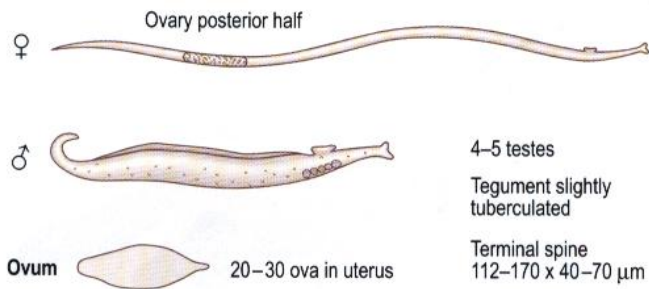 Ovary posterior half
♀
♂
4–5 testes
Tegument slightly
tuberculated
Ovum
20–30 ova in uterus
Terminal spine
112–170 x 40–70 μm